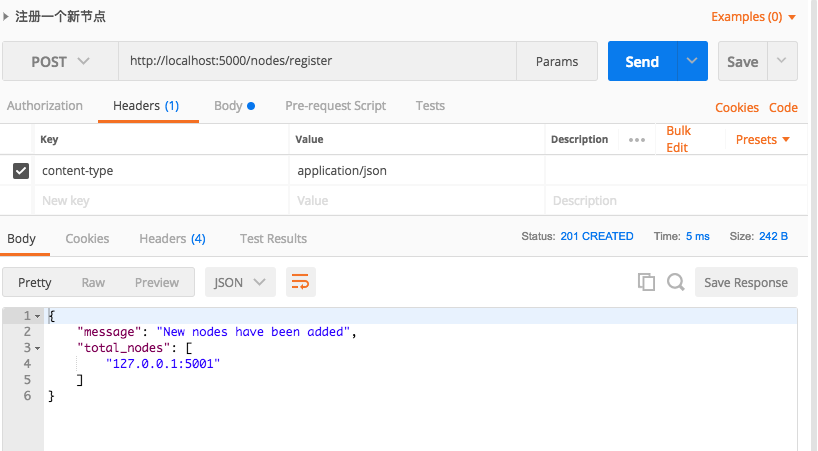 注册一个新节点 Examples (0)
POST http://localhost:5000/nodes/register Params Send Save
Authorization Headers (1) Body Pre-request Script Tests Cookies Code
Key Value Description ••• Bulk Edit Presets
content-type application/json
New key Value Description
Body Cookies Headers (4) Test Results Status: 201 CREATED Time: 5 ms Size: 242 B
Pretty Raw Preview JSON Save Response
1 {
2 "message": "New nodes have been added",
3 "total_nodes": [
4 "127.0.0.1:5001"
5 ]
6 }